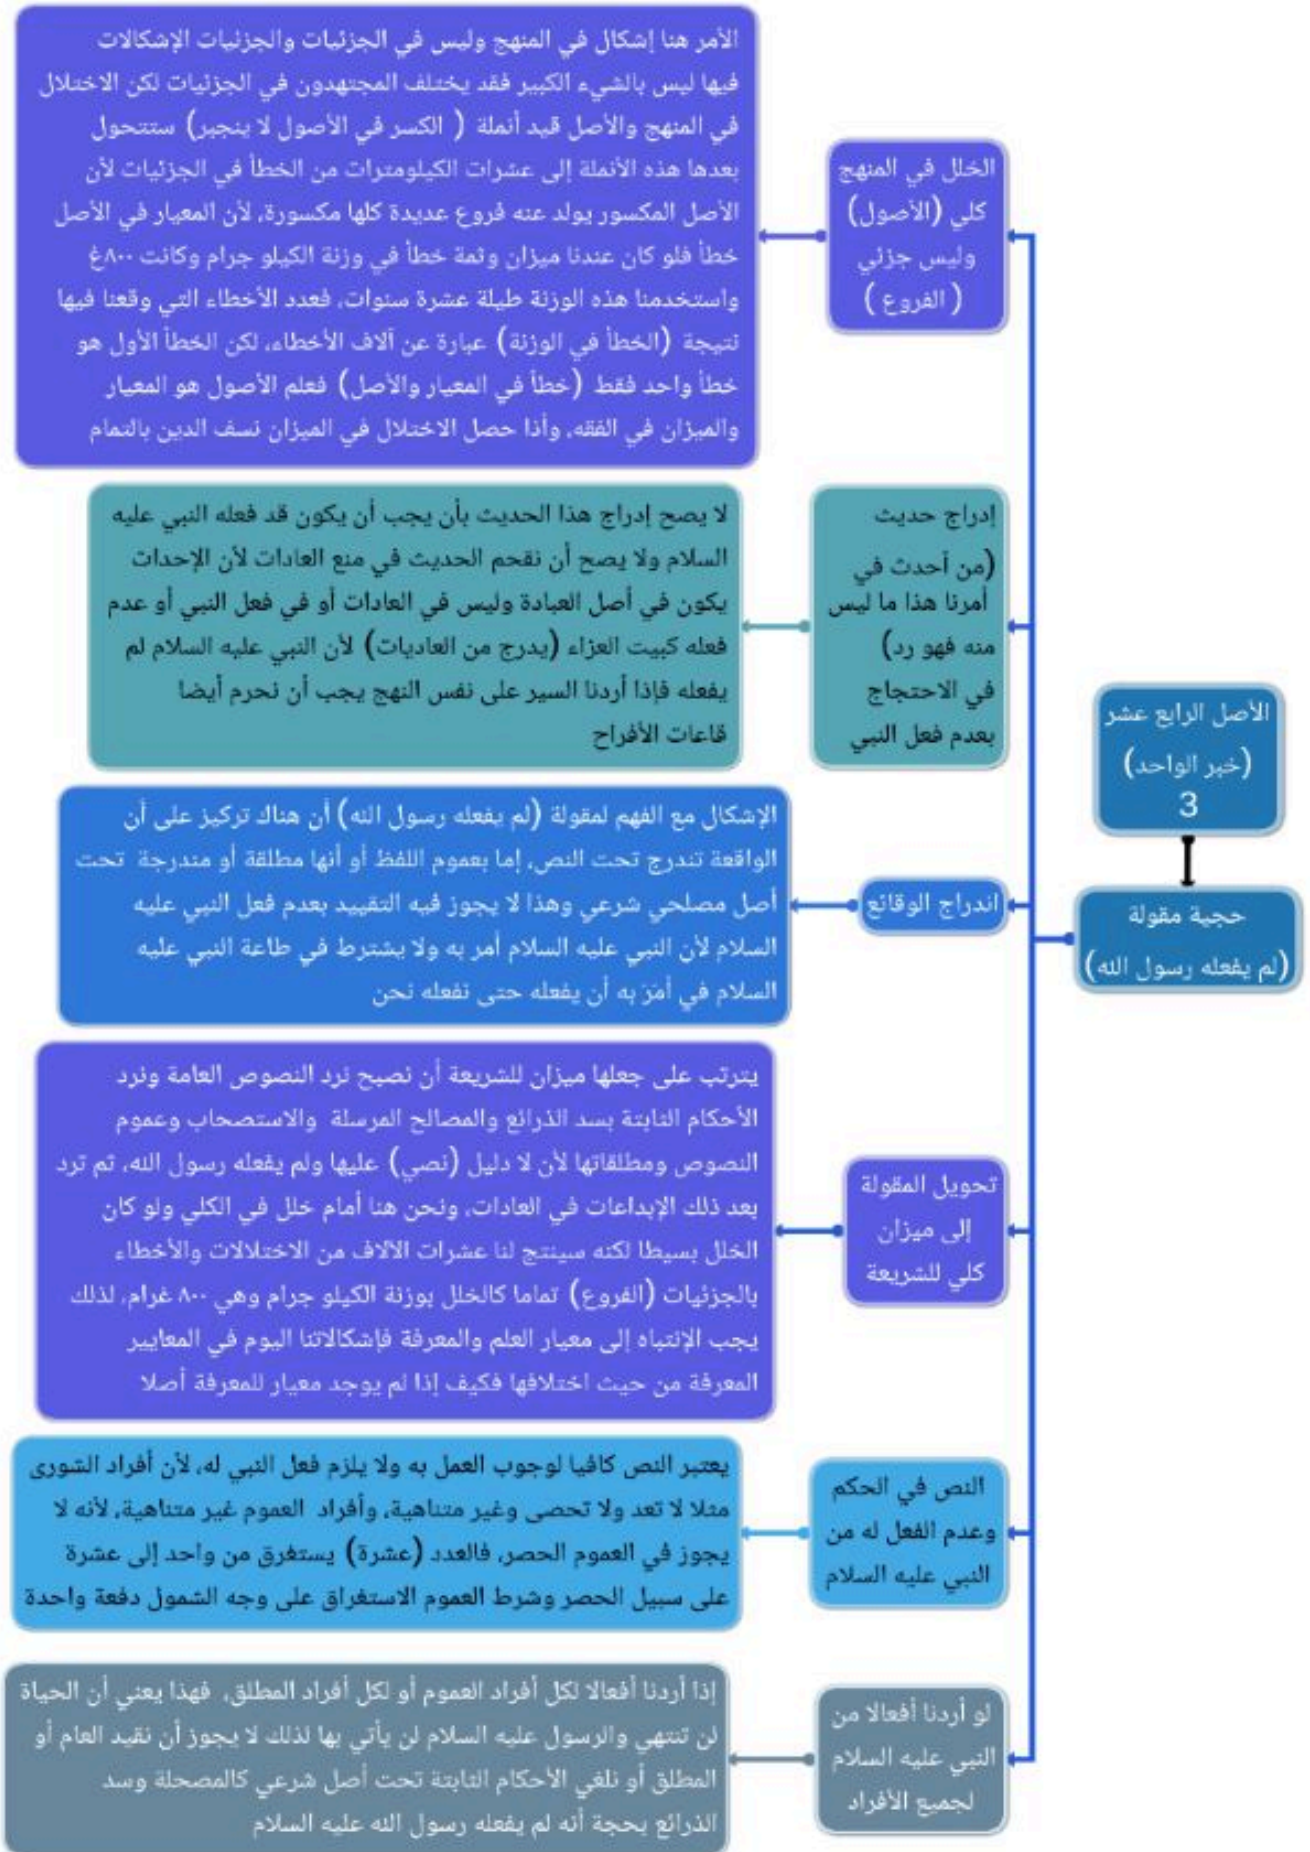 الأصل الرابع عشر
(خبر الواحد)
3
حجية مقولة
(لم يفعله رسول الله)
الخلل في المنهج
كلي (الأصول)
وليس جزئي
( الفروع )
الأمر هنا إشكال في المنهج وليس في الجزئيات والجزئيات الإشكالات
فيها ليس بالشيء الكبير فقد يختلف المجتهدون في الجزئيات لكن الاختلال
في المنهج والأصل قيد أنملة ( الكسر في الأصول لا ينجبر) ستتحول
بعدها هذه الأنملة إلى عشرات الكيلومترات من الخطأ في الجزئيات لأن
الأصل المكسور يولد عنه فروع عديدة كلها مكسورة، لأن المعيار في الأصل
خطأ فلو كان عندنا ميزان وثمة خطأ في وزنة الكيلو جرام وكانت ٨٠٠غ
واستخدمنا هذه الوزنة طيلة عشرة سنوات، فعدد الأخطاء التي وقعنا فيها
نتيجة (الخطأ في الوزنة) عبارة عن آلاف الأخطاء، لكن الخطأ الأول هو
خطأ واحد فقط (خطأ في المعيار والأصل) فعلم الأصول هو المعيار
والميزان في الفقه، وأذا حصل الاختلال في الميزان نسف الدين بالتمام
إدراج حديث
(من أحدث في
أمرنا هذا ما ليس
منه فهو رد)
في الاحتجاج
بعدم فعل النبي
لا يصح إدراج هذا الحديث بأن يجب أن يكون قد فعله النبي عليه
السلام ولا يصح أن نقحم الحديث في منع العادات لأن الإحداث
يكون في أصل العبادة وليس في العادات أو في فعل النبي أو عدم
فعله كبيت العزاء (يدرج من العاديات) لأن النبي عليه السلام لم
يفعله فإذا أردنا السير على نفس النهج يجب أن نحرم أيضا
قاعات الأفراح
اندراج الوقائع
الإشكال مع الفهم لمقولة (لم يفعله رسول الله) أن هناك تركيز على أن
الواقعة تندرج تحت النص، إما بعموم اللفظ أو أنها مطلقة أو مندرجة تحت
أصل مصلحي شرعي وهذا لا يجوز فيه التقييد بعدم فعل النبي عليه
السلام لأن النبي عليه السلام أمر به ولا يشترط في طاعة النبي عليه
السلام في أمَرَ به أن يفعله حتى نفعله نحن
تحويل المقولة
إلى ميزان
كلي للشريعة
يترتب على جعلها ميزان للشريعة أن نصبح نرد النصوص العامة ونرد
الأحكام الثابتة بسد الذرائع والمصالح المرسلة والاستصحاب وعموم
النصوص ومطلقاتها لأن لا دليل (نصي) عليها ولم يفعله رسول الله، ثم ترد
بعد ذلك الإبداعات في العادات، ونحن هنا أمام خلل في الكلي ولو كان
الخلل بسيطا لكنه سينتج لنا عشرات الآلاف من الاختلالات والأخطاء
بالجزئيات (الفروع) تماما كالخلل بوزنة الكيلو جرام وهي ٨٠٠ غرام، لذلك
يجب الإنتباه إلى معيار العلم والمعرفة فإشكالاتنا اليوم في المعايير
المعرفة من حيث اختلافها فكيف إذا لم يوجد معيار للمعرفة أصلا
النص في الحكم
وعدم الفعل له من
النبي عليه السلام
يعتبر النص كافيا لوجوب العمل به ولا يلزم فعل النبي له، لأن أفراد الشورى
مثلا لا تعد ولا تحصى وغير متناهية، وأفراد العموم غير متناهية، لأنه لا
يجوز في العموم الحصر، فالعدد (عشرة) يستغرق من واحد إلى عشرة
على سبيل الحصر وشرط العموم الاستغراق على وجه الشمول دفعة واحدة
لو أردنا أفعالا من
النبي عليه السلام
لجميع الأفراد
إذا أردنا أفعالا لكل أفراد العموم أو لكل أفراد المطلق، فهذا يعني أن الحياة
لن تنتهي والرسول عليه السلام لن يأتي بها لذلك لا يجوز أن نقيد العام أو
المطلق أو نلغي الأحكام الثابتة تحت أصل شرعي كالمصحلة وسد
الذرائع بحجة أنه لم يفعله رسول الله عليه السلام